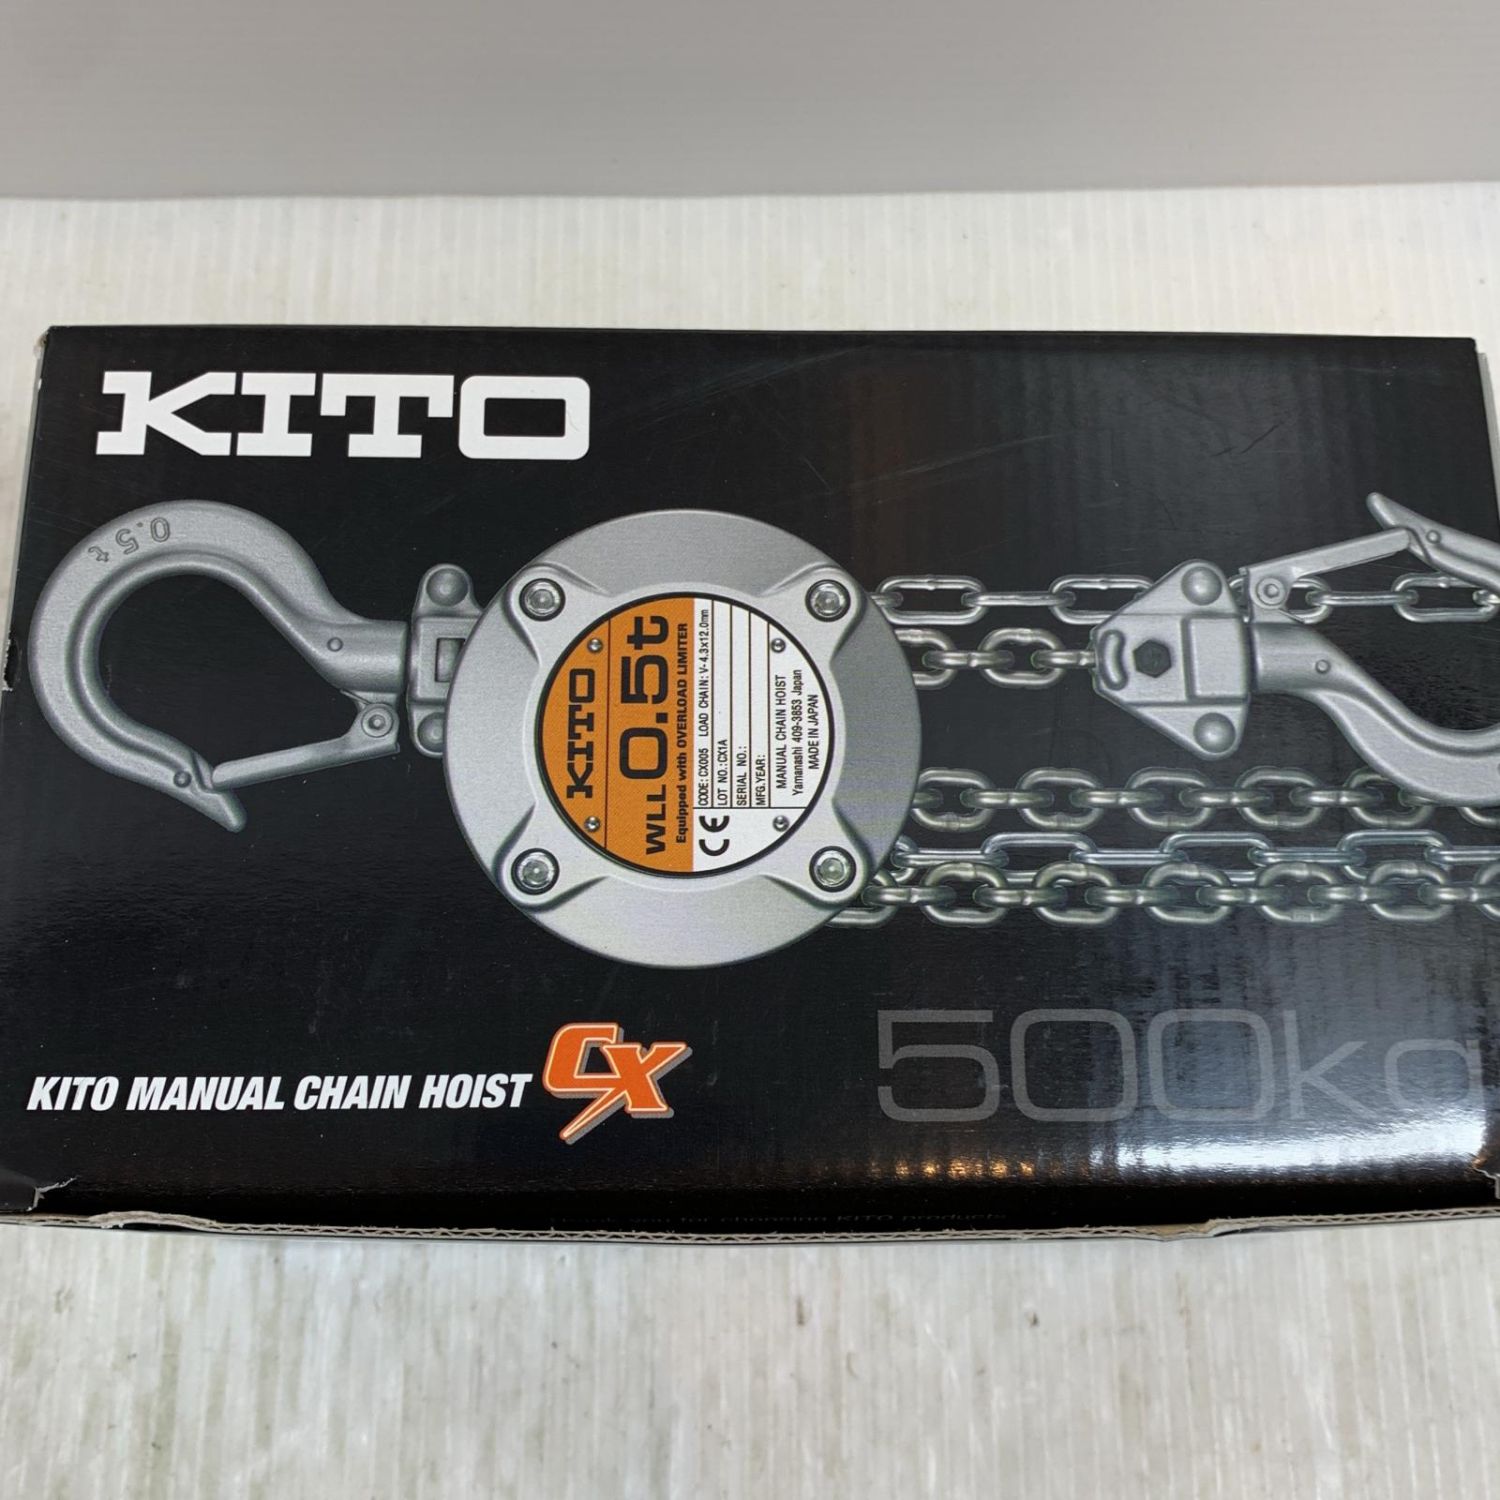 KITO
0.5t
KITO
WLL 0.5t
Equipped with OVERLOAD LIMITER
CODE: CX005 LOAD CHAIN: V- 4.3x12.0mm
LOT NO.: CX1A
SERIAL NO.:
MFG.YEAR:
CE
MANUAL CHAIN HOIST
Yamanashi 409-3853 Japan
MADE IN JAPAN
KITO MANUAL CHAIN HOIST CX
500kg